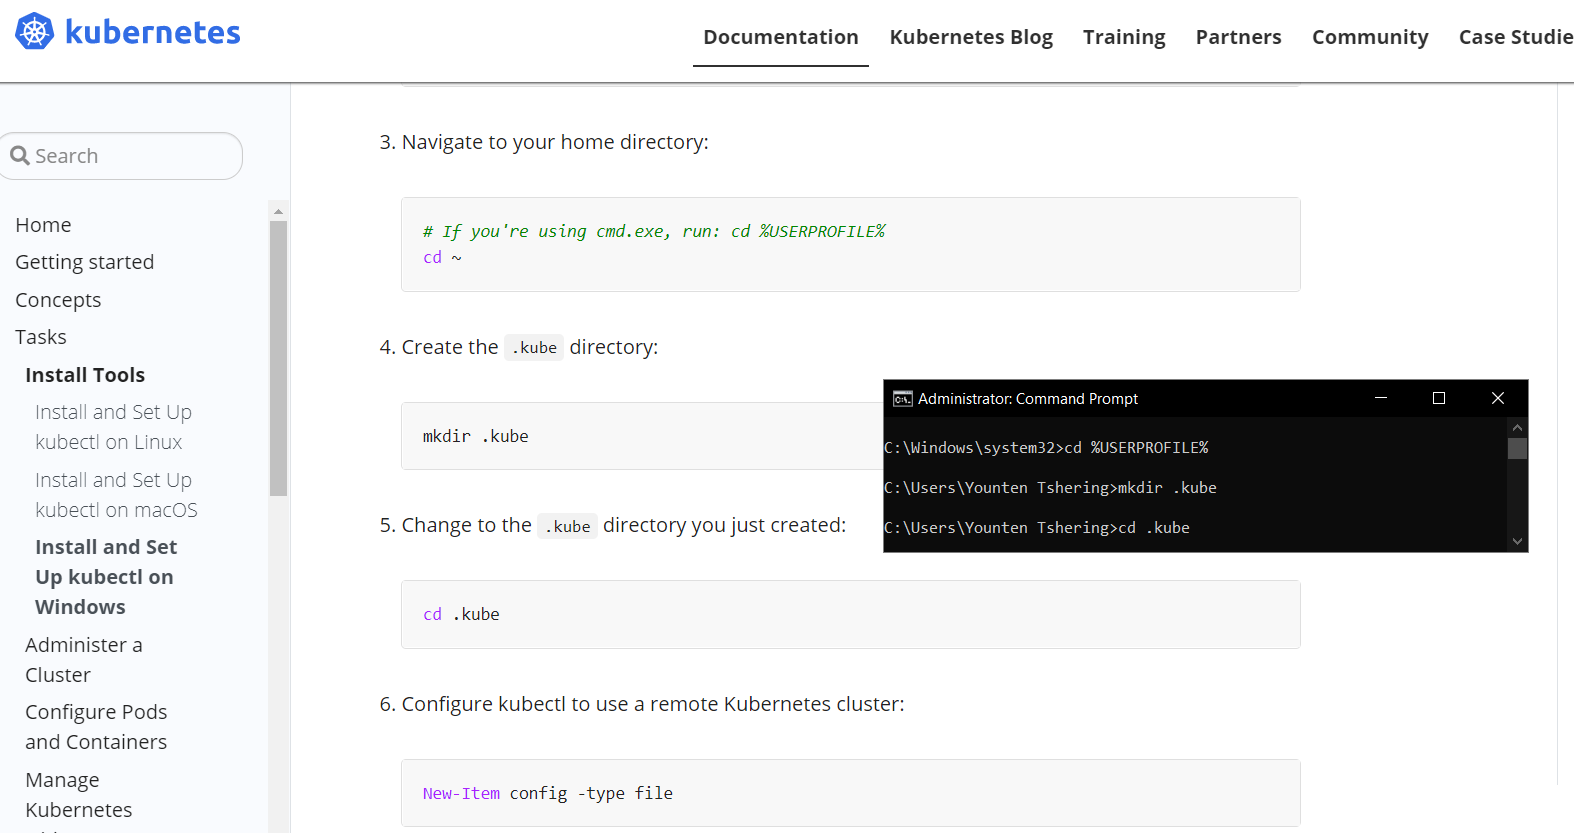 kubernetes
Documentation
Kubernetes Blog
Training
Partners
Community
Case Studie
Search
Home
Getting started
Concepts
Tasks
Install Tools
Install and Set Up
kubectl on Linux
Install and Set Up
kubectl on macOS
Install and Set
Up kubectl on
Windows
Administer a
Cluster
Configure Pods
and Containers
Manage
Kubernetes
3. Navigate to your home directory:
# If you're using cmd.exe, run: cd %USERPROFILE%
cd ~
4. Create the .kube directory:
mkdir .kube
5. Change to the .kube directory you just created:
cd .kube
6. Configure kubectl to use a remote Kubernetes cluster:
New-Item config -type file
Administrator: Command Prompt
C:\Windows\system32>cd %USERPROFILE%
C:\Users\Younten Tshering>mkdir .kube
C:\Users\Younten Tshering>cd .kube